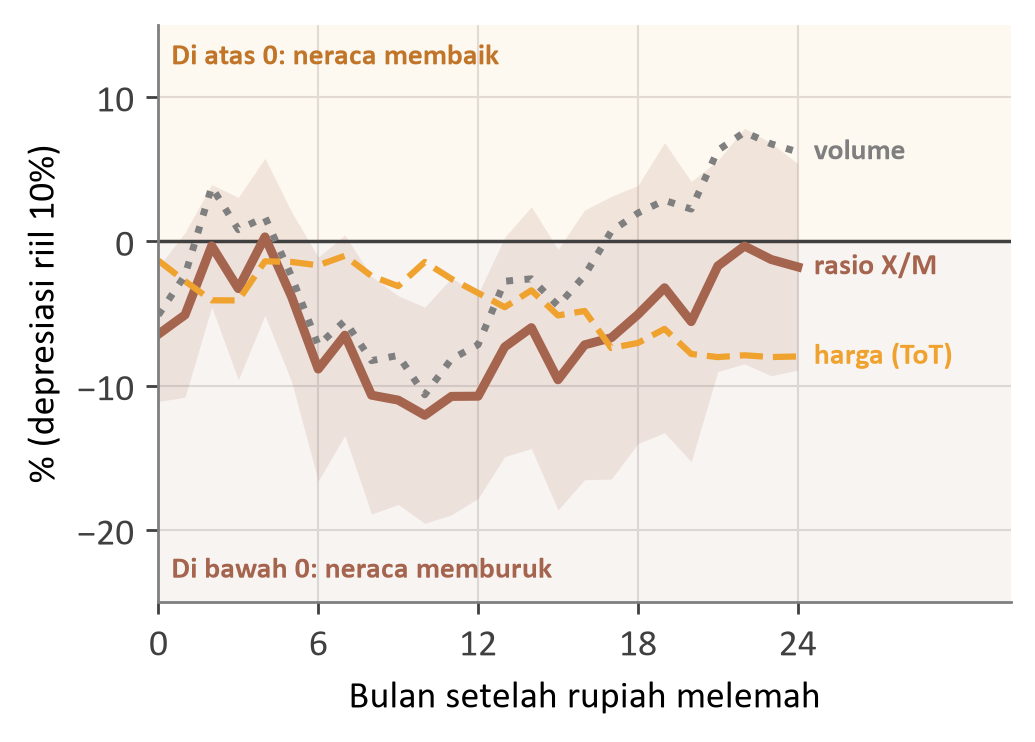 Di atas 0: neraca membaik
10
volume
0
rasio X/M
harga (ToT)
−10
−20
Di bawah 0: neraca memburuk
0 6 12 18 24
Bulan setelah rupiah melemah
% (depresiasi riil 10%)